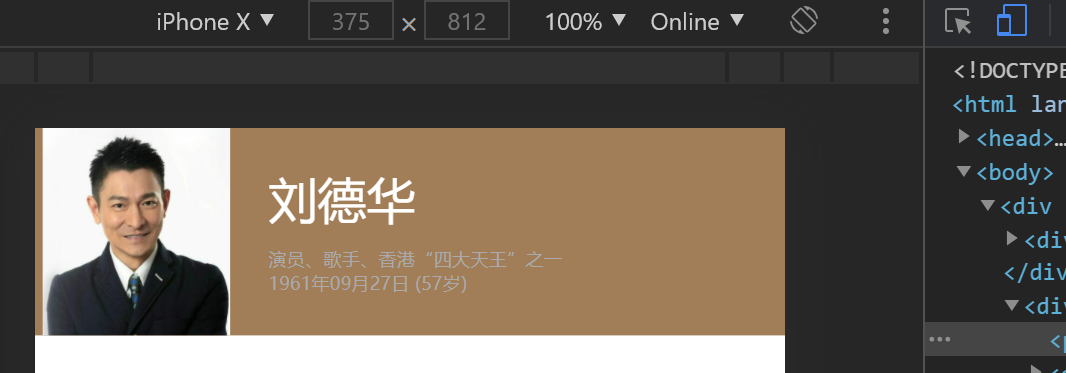 iPhone X ▼ 375 × 812 100% ▼ Online ▼
<!DOCTYPE
<html lan
<head>…
<body>
<div
<div
</div
<div
刘德华
演员、歌手、香港“四大天王”之一
1961年09月27日 (57岁)
<p